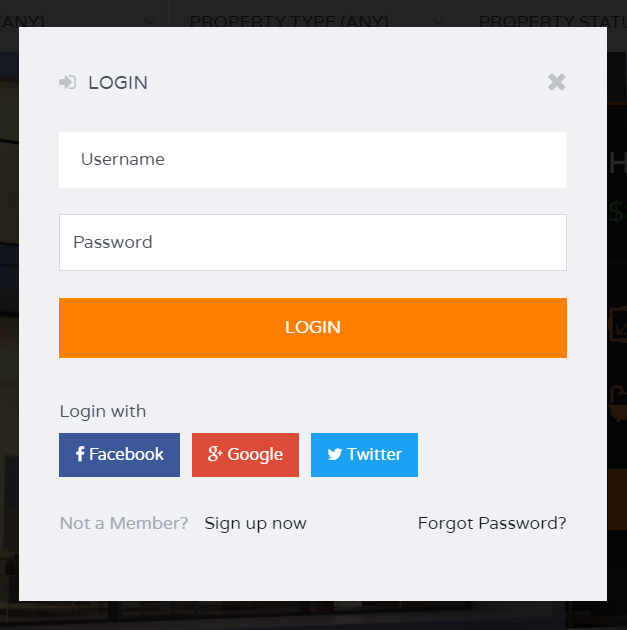 (ANY) PROPERTY TYPE (ANY) PROPERTY STATU
LOGIN
Username
Password
LOGIN
Login with
Facebook Google Twitter
Not a Member? Sign up now Forgot Password?